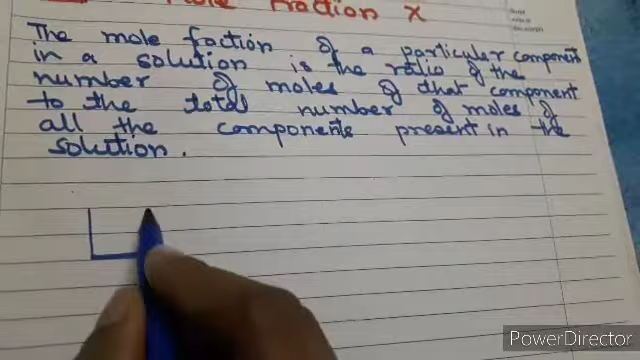 Mole Fraction X
The mole faction of a particular component
in a solution is the ratio of the
number of moles of that component
to the total number of moles of
all the components present in the
solution.
PowerDirector